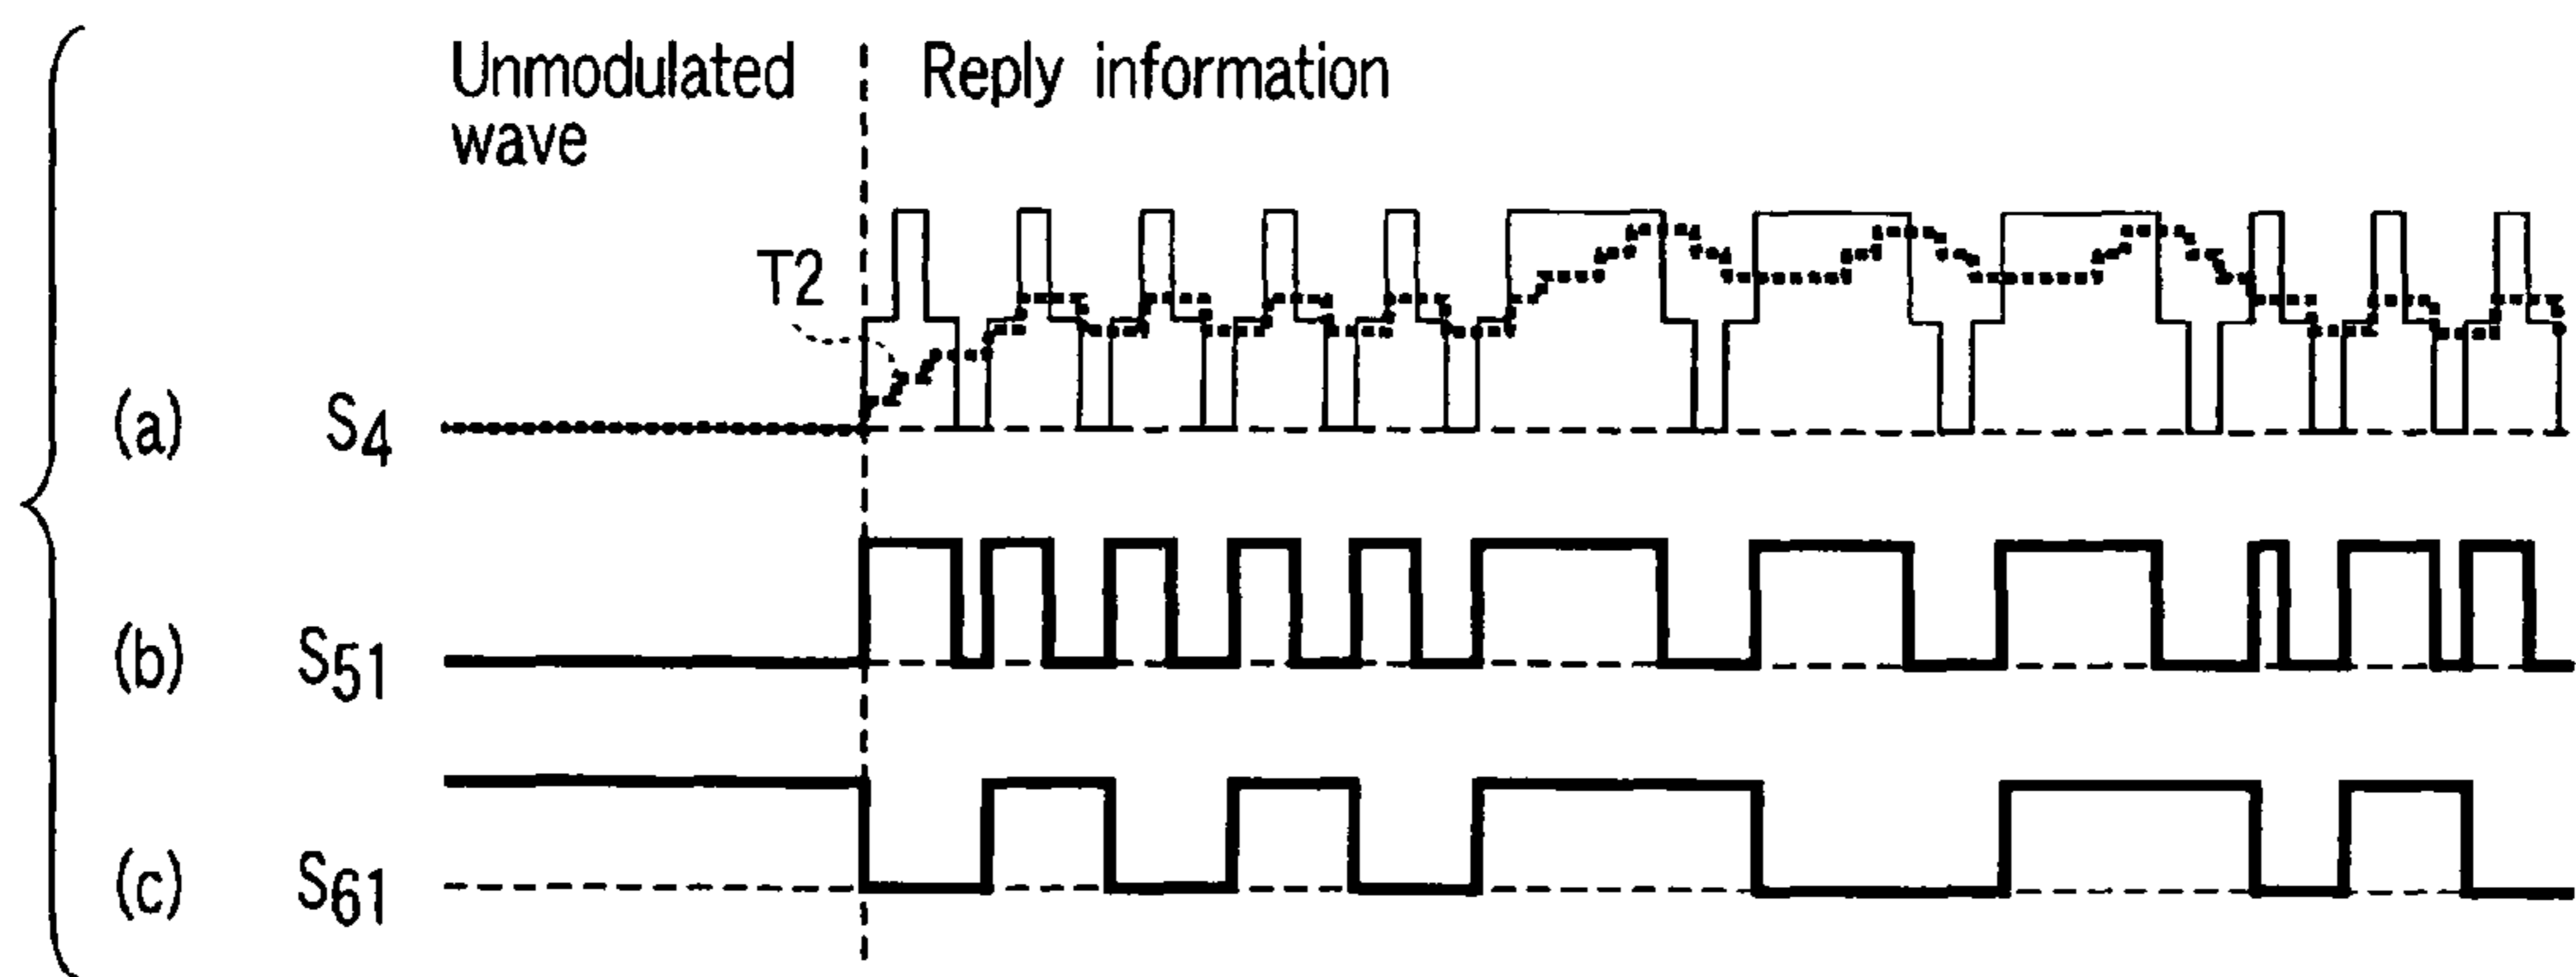 Unmodulated
wave
Reply information
T2
(a) S4
(b) S51
(c) S61